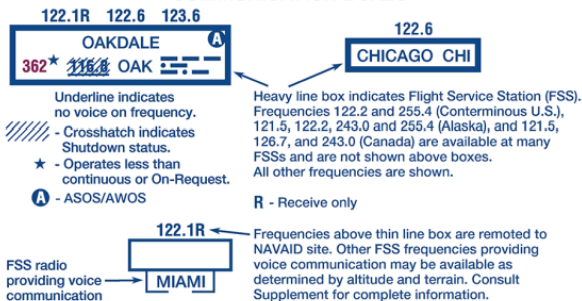 122.1R 122.6 123.6
OAKDALE A
362★ 116.8 OAK
Underline indicates
no voice on frequency.
- Crosshatch indicates
Shutdown status.
★ - Operates less than
continuous or On-Request.
A - ASOS/AWOS
122.6
CHICAGO CHI
Heavy line box indicates Flight Service Station (FSS).
Frequencies 122.2 and 255.4 (Conterminous U.S.),
121.5, 122.2, 243.0 and 255.4 (Alaska), and 121.5,
126.7, and 243.0 (Canada) are available at many
FSSs and are not shown above boxes.
All other frequencies are shown.
R - Receive only
122.1R
MIAMI
FSS radio
providing voice
communication
Frequencies above thin line box are remoted to
NAVAID site. Other FSS frequencies providing
voice communication may be available as
determined by altitude and terrain. Consult
Supplement for complete information.